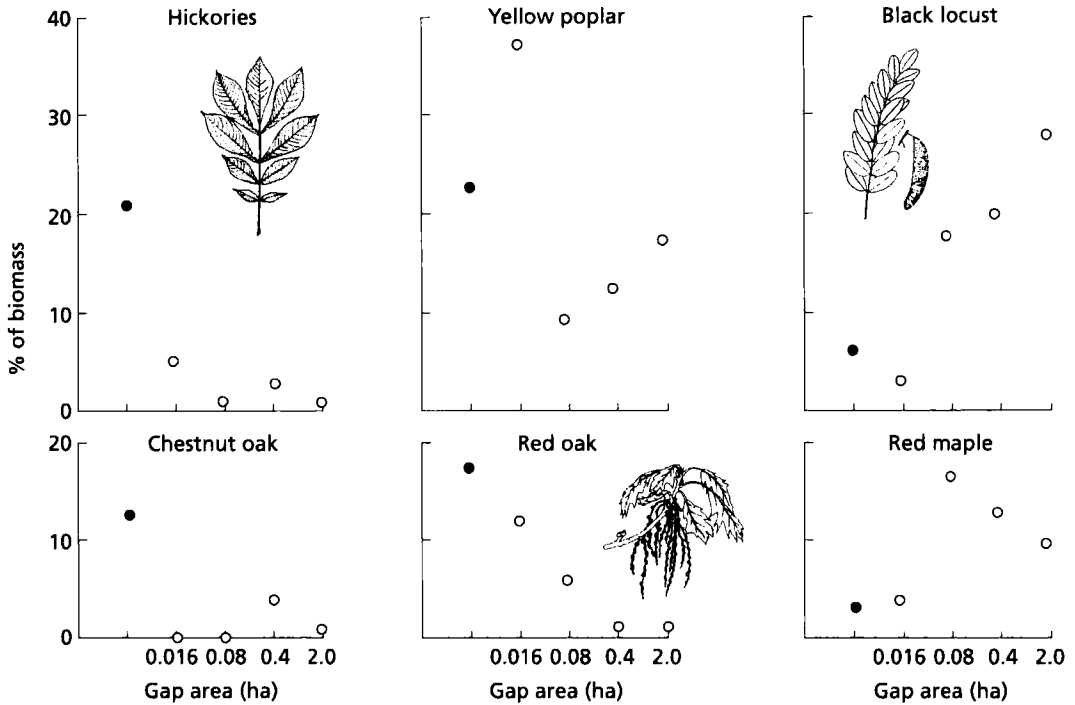 Hickories
Yellow poplar
Black locust
% of biomass
40
30
20
10
0
Chestnut oak
Red oak
Red maple
20
10
0
0.016 0.08 0.4 2.0
0.016 0.08 0.4 2.0
0.016 0.08 0.4 2.0
Gap area (ha)
Gap area (ha)
Gap area (ha)